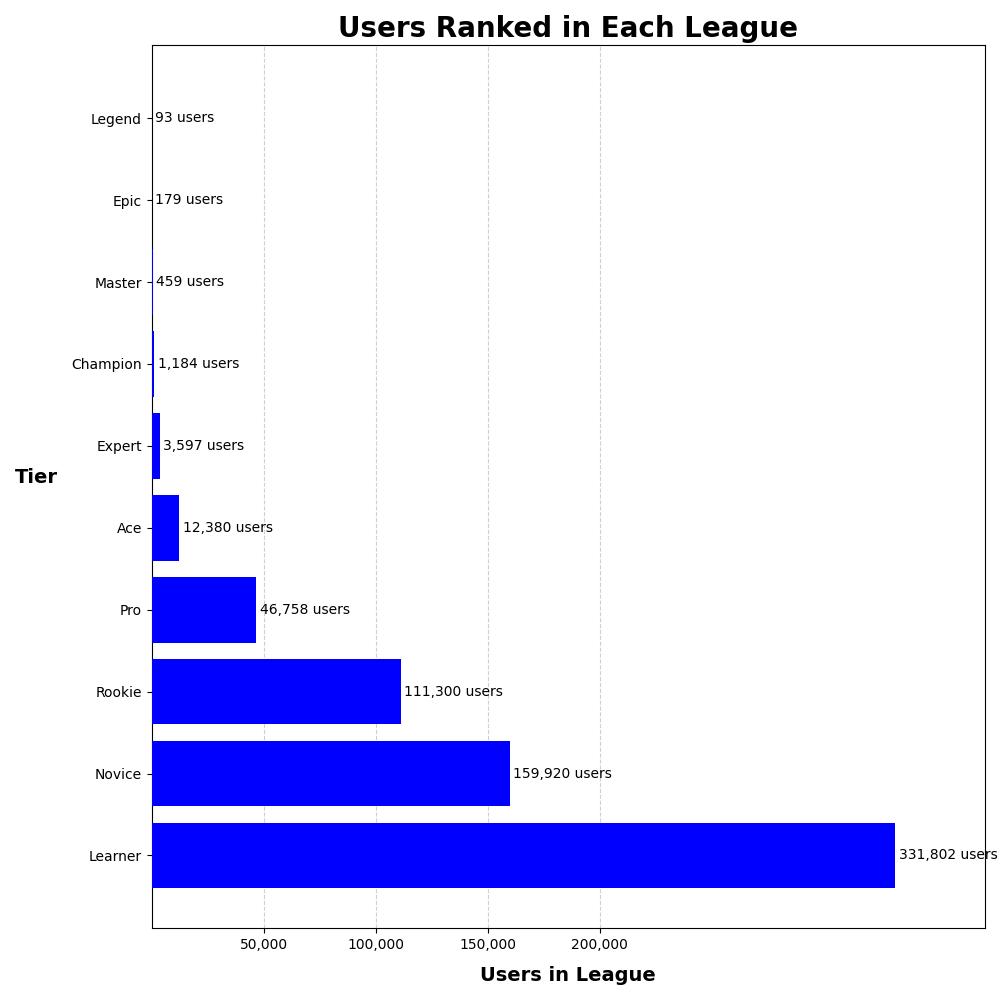 Users Ranked in Each League
Legend 93 users
Epic 179 users
Master 459 users
Champion 1,184 users
Expert 3,597 users
Tier
Ace 12,380 users
Pro 46,758 users
Rookie 111,300 users
Novice 159,920 users
Learner 331,802 users
50,000 100,000 150,000 200,000
Users in League